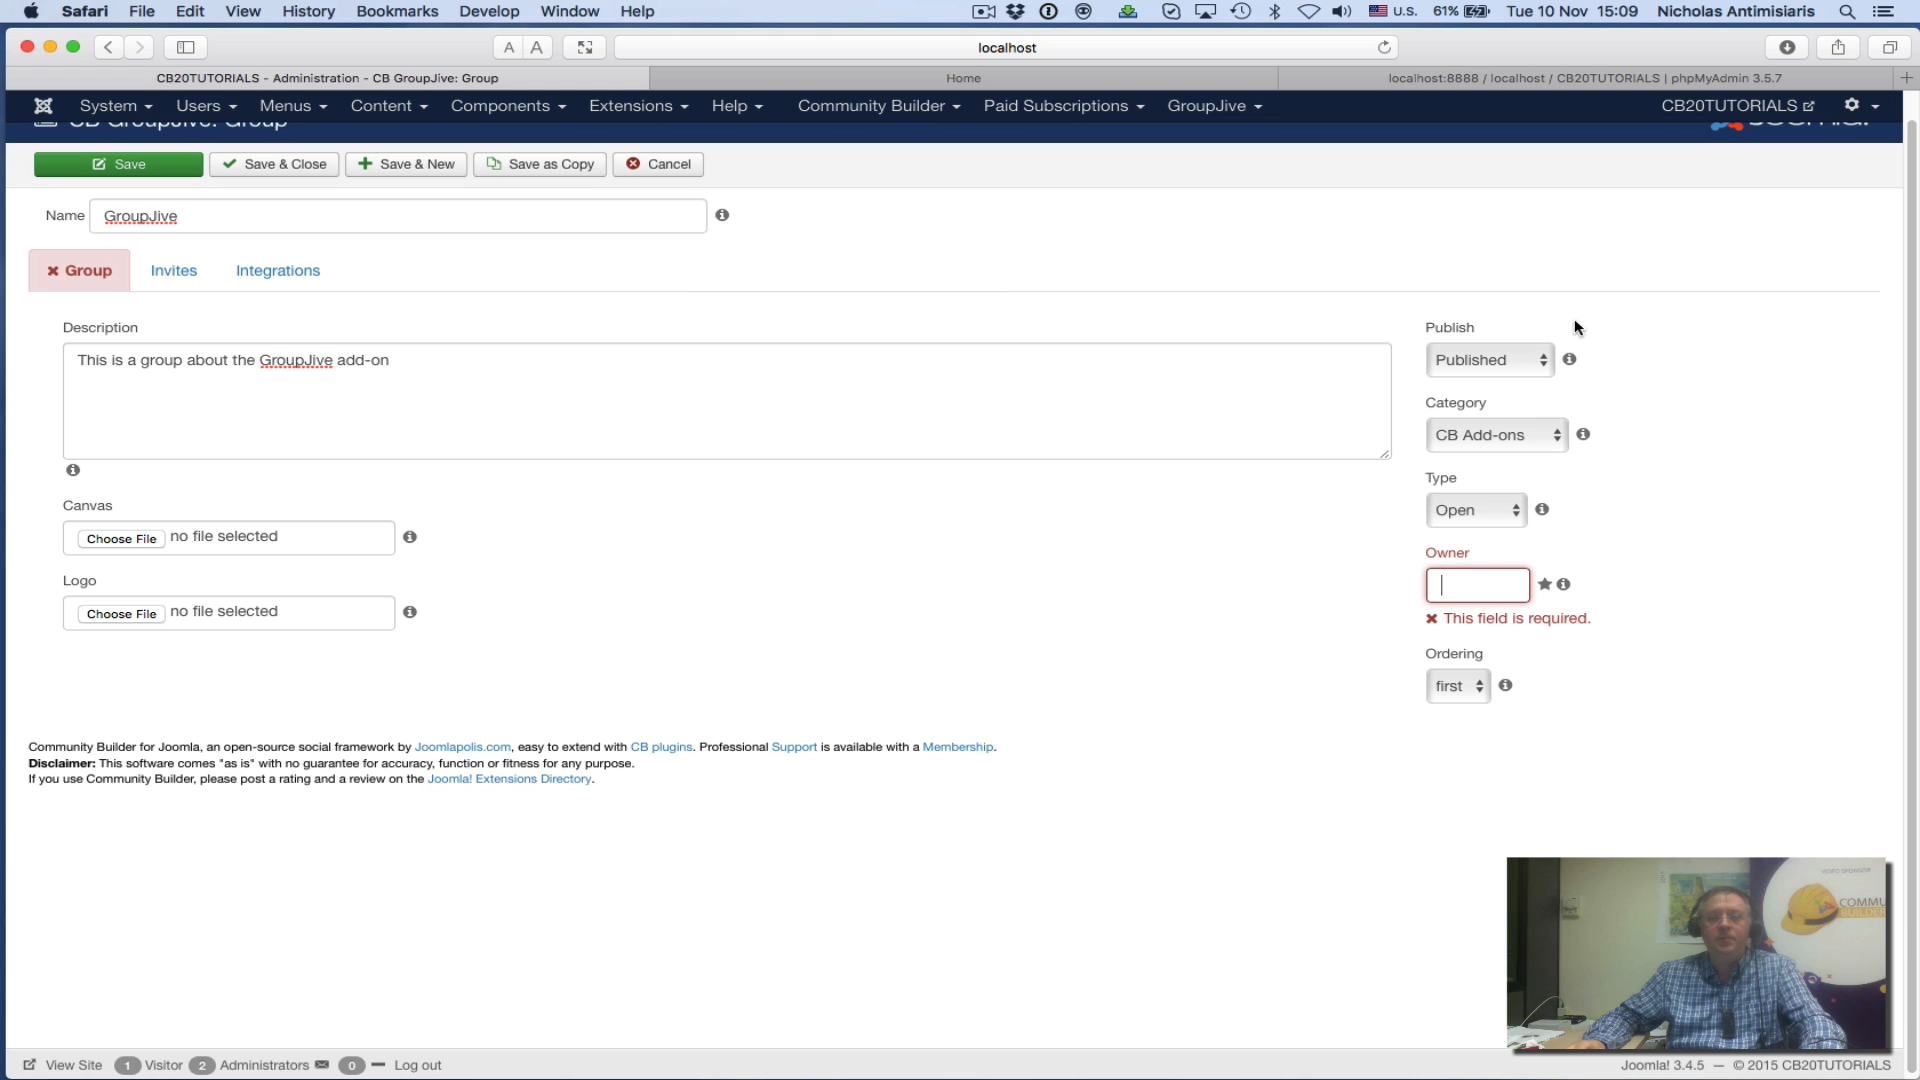 Safari File Edit View History Bookmarks Develop Window Help U.S. 61% Tue 10 Nov 15:09 Nicholas Antimisiaris
A A localhost
CB20TUTORIALS - Administration - CB GroupJive: Group Home localhost:8888 / localhost / CB20TUTORIALS | phpMyAdmin 3.5.7
System Users Menus Content Components Extensions Help Community Builder Paid Subscriptions GroupJive CB20TUTORIALS
CB GroupJive: Group Joomla!
Save Save & Close Save & New Save as Copy Cancel
Name GroupJive
Group Invites Integrations
Description
This is a group about the GroupJive add-on
Canvas
Choose File no file selected
Logo
Choose File no file selected
Publish
Published
Category
CB Add-ons
Type
Open
Owner
This field is required.
Ordering
first
Community Builder for Joomla, an open-source social framework by Joomlapolis.com, easy to extend with CB plugins. Professional Support is available with a Membership.
Disclaimer: This software comes "as is" with no guarantee for accuracy, function or fitness for any purpose.
If you use Community Builder, please post a rating and a review on the Joomla! Extensions Directory.
VIDEO SPONSOR
COMMU
BUILDER
View Site 1 Visitor 2 Administrators 0 Log out Joomla! 3.4.5 — © 2015 CB20TUTORIALS